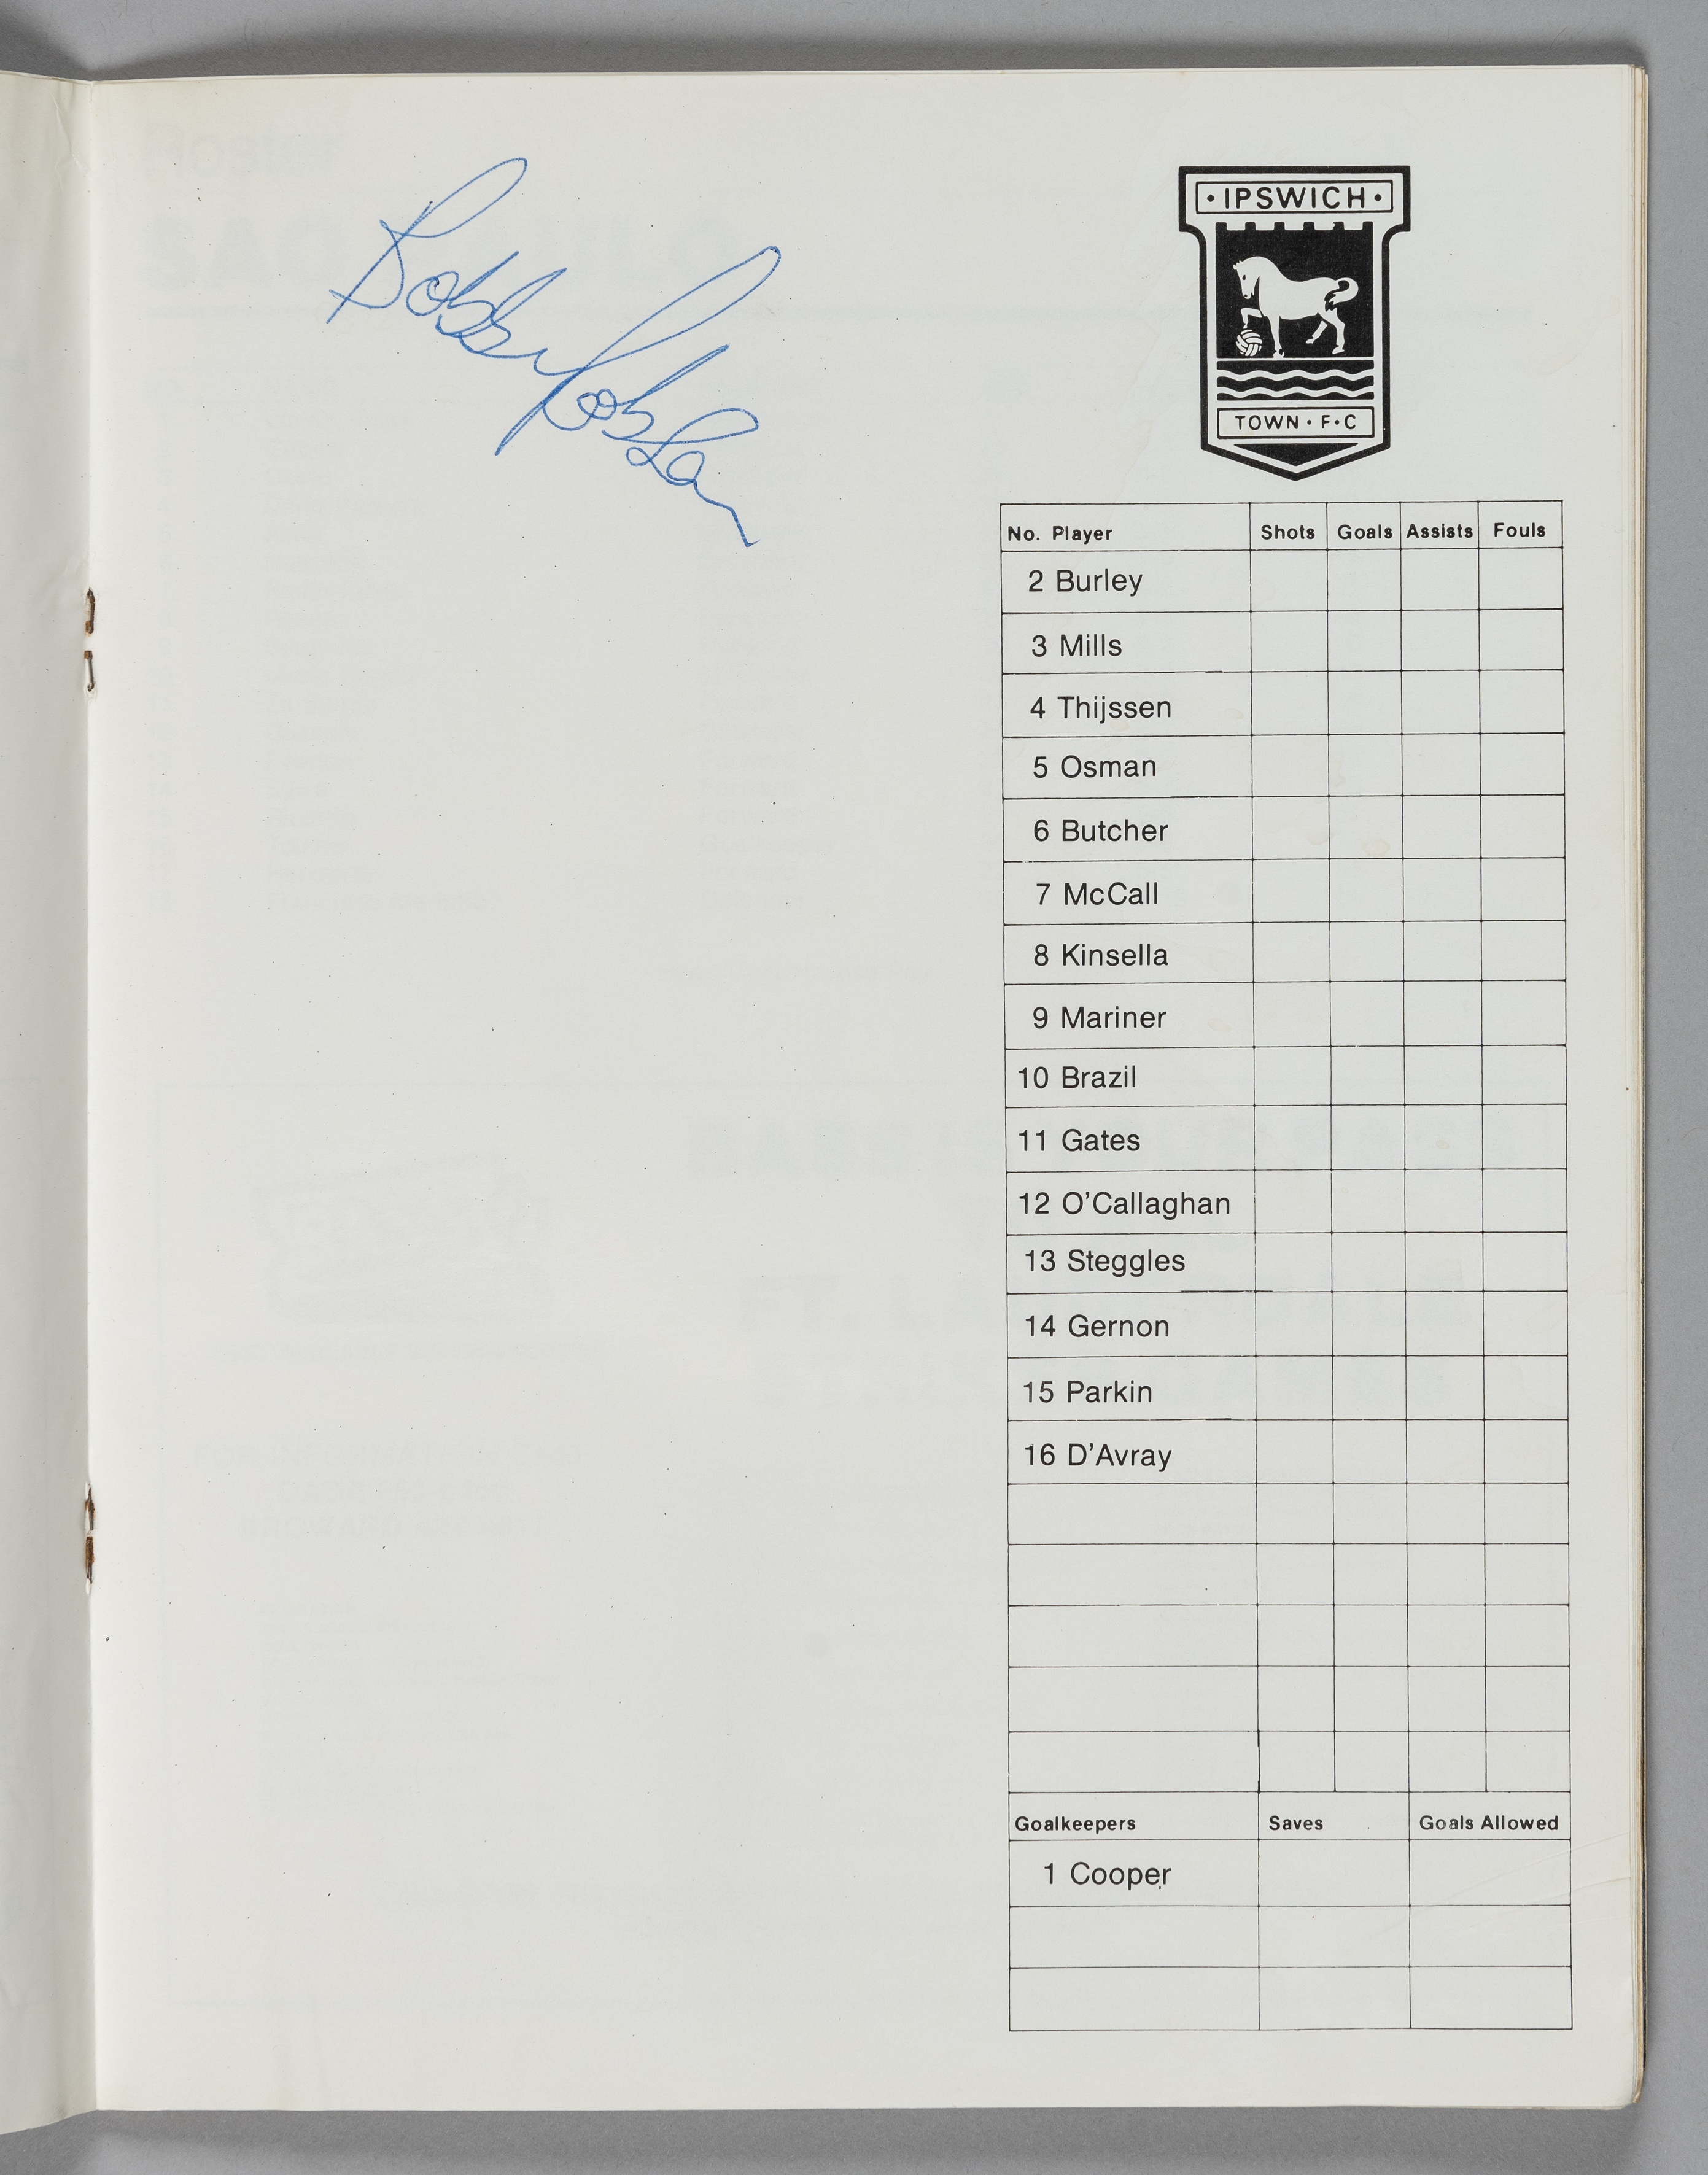 Bobby Robson
· IPSWICH ·
TOWN · F · C
No. Player Shots Goals Assists Fouls
2 Burley
3 Mills
4 Thijssen
5 Osman
6 Butcher
7 McCall
8 Kinsella
9 Mariner
10 Brazil
11 Gates
12 O'Callaghan
13 Steggles
14 Gernon
15 Parkin
16 D'Avray
Goalkeepers Saves Goals Allowed
1 Cooper